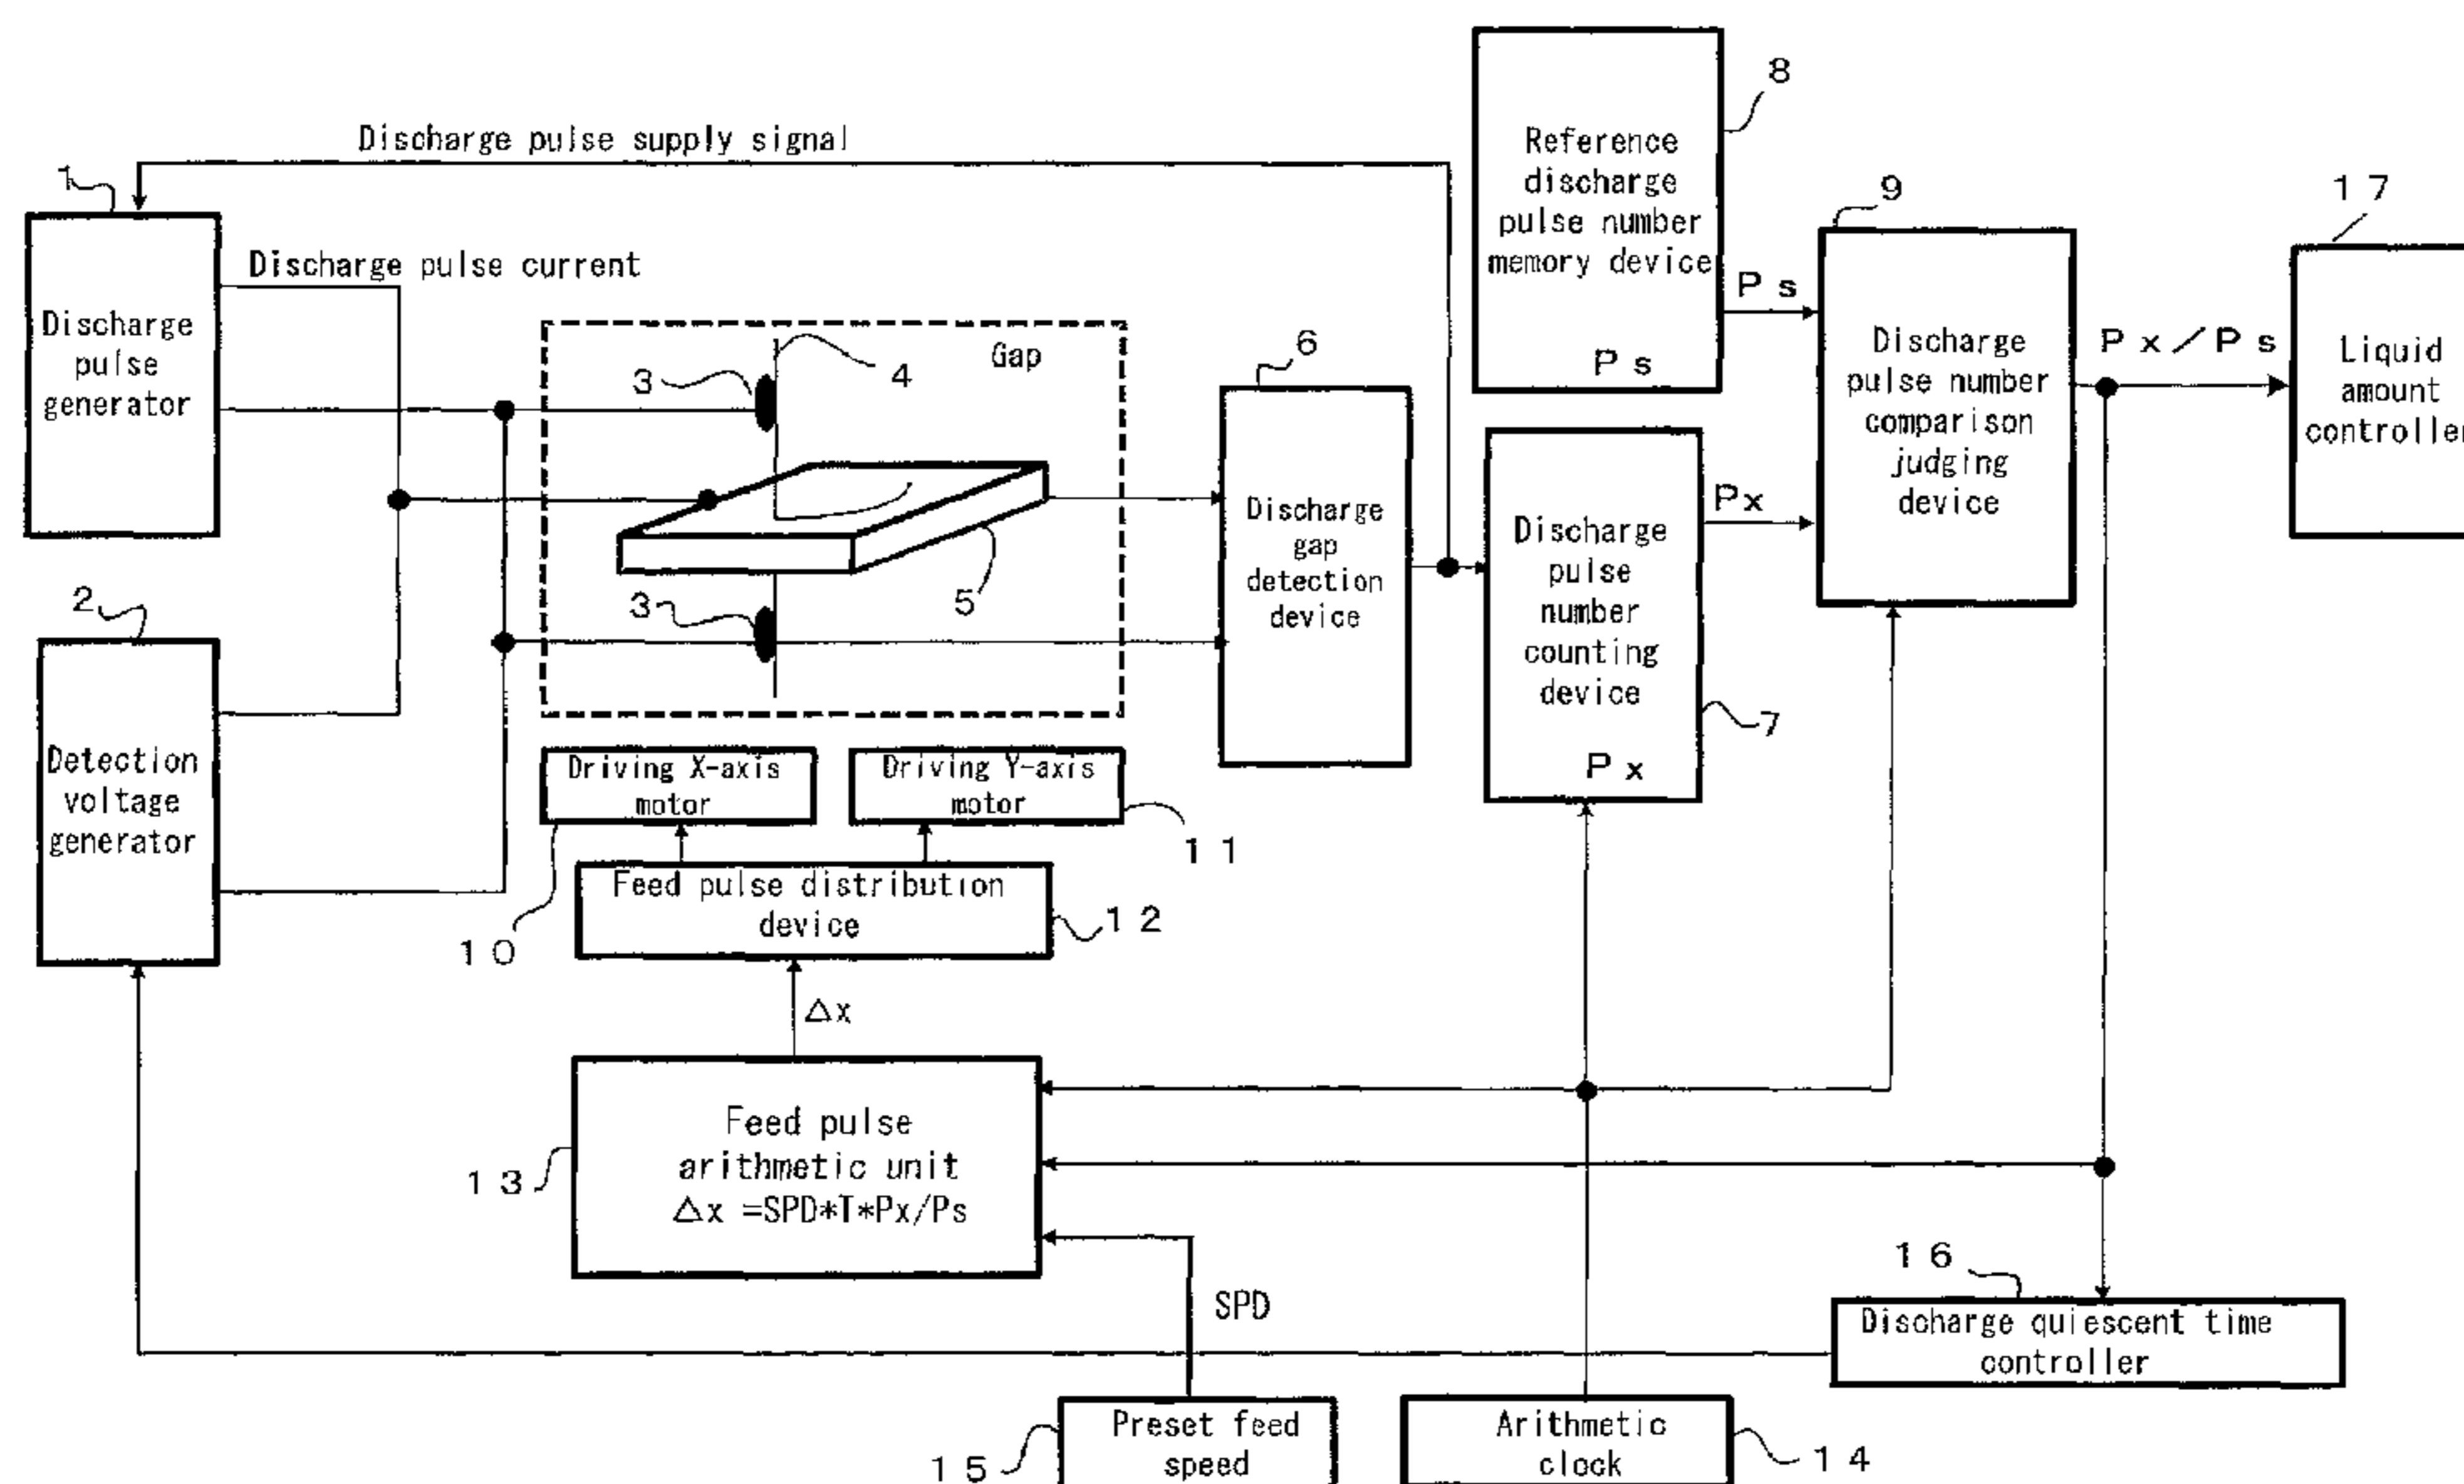 8
Discharge pulse supply signal
Reference
discharge
pulse number
memory device
Ps
Ps
1
9
17
Discharge pulse current
Discharge
pulse
generator
Gap
3
4
6
Discharge
pulse number
comparison
judging
device
Px/Ps
Liquid
amount
controller
Discharge
gap
detection
device
Discharge
pulse
number
counting
device
Px
Px
7
5
3
2
Detection
voltage
generator
Driving X-axis
motor
Driving Y-axis
motor
11
10
Feed pulse distribution
device
12
Δx
Feed pulse
arithmetic unit
Δx =SPD*T*Px/Ps
13
SPD
16
Discharge quiescent time
controller
Preset feed
speed
15
Arithmetic
clock
14